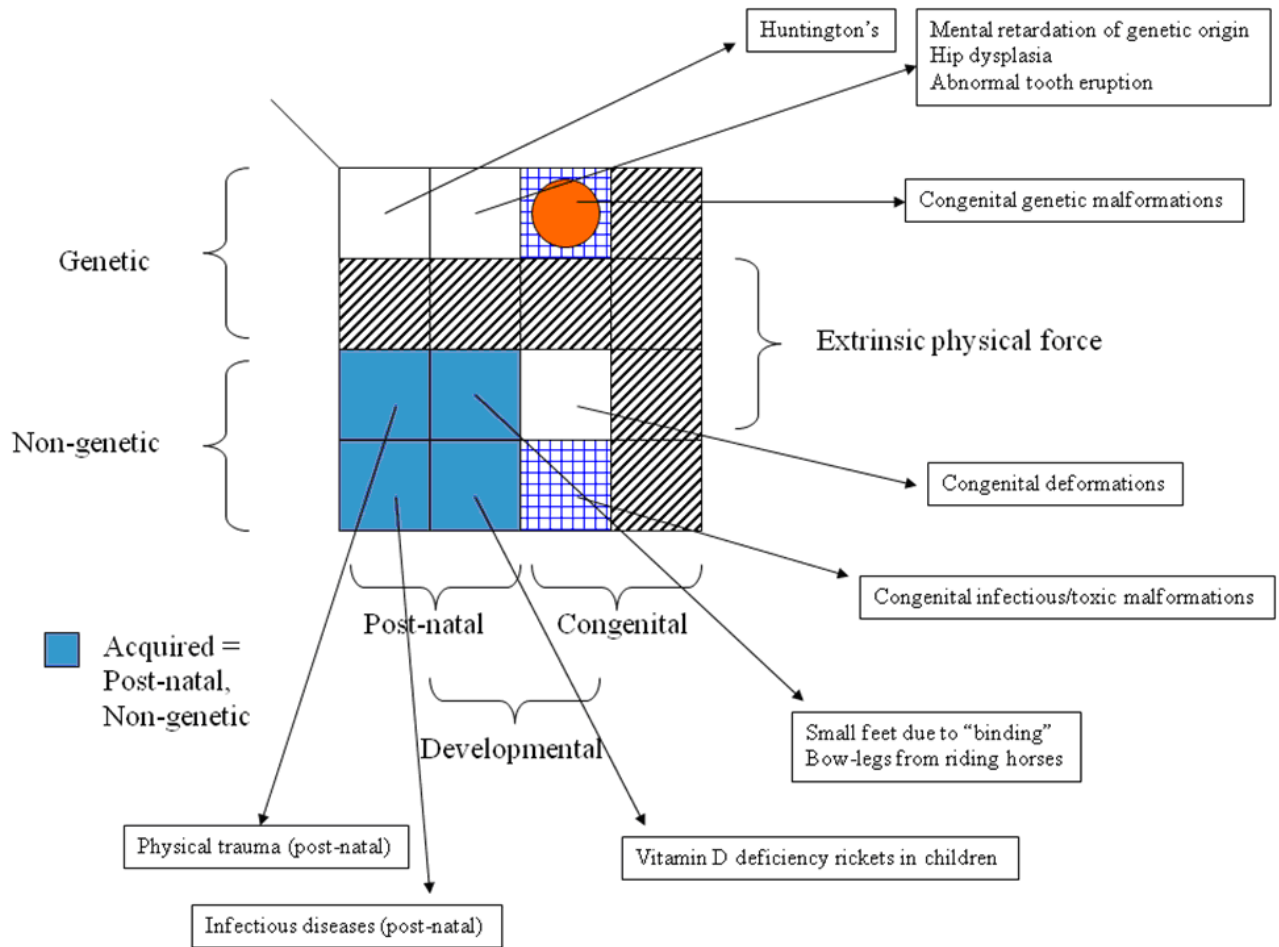 Huntington's
Mental retardation of genetic origin
Hip dysplasia
Abnormal tooth eruption
Congenital genetic malformations
Genetic
Extrinsic physical force
Non-genetic
Congenital deformations
Congenital infectious/toxic malformations
Post-natal
Congenital
Acquired =
Post-natal,
Non-genetic
Developmental
Small feet due to “binding”
Bow-legs from riding horses
Physical trauma (post-natal)
Vitamin D deficiency rickets in children
Infectious diseases (post-natal)